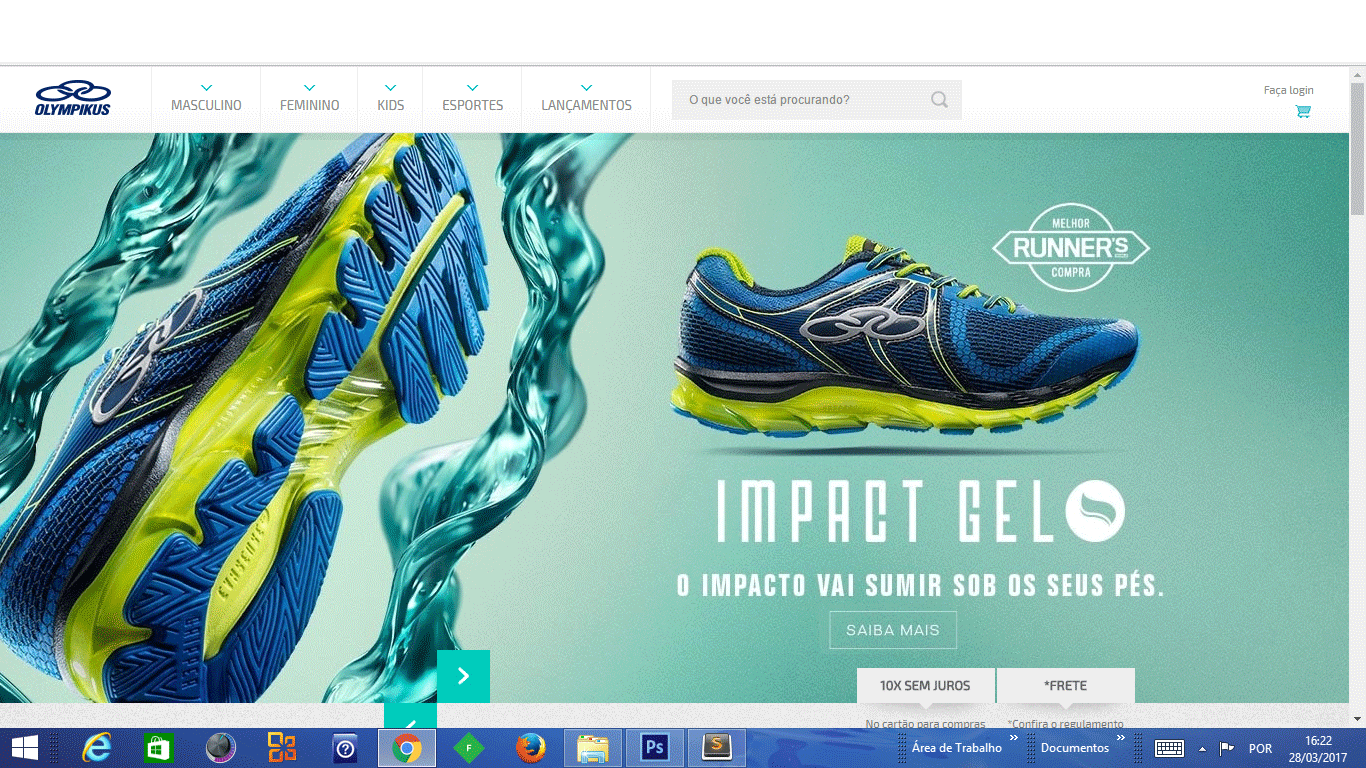 OLYMPIKUS
MASCULINO
FEMININO
KIDS
ESPORTES
LANÇAMENTOS
O que você está procurando?
Faça login
MELHOR
RUNNER'S
COMPRA
IMPACT GEL
O IMPACTO VAI SUMIR SOB OS SEUS PÉS.
SAIBA MAIS
10X SEM JUROS
*FRETE
No cartão para compras
*Confira o regulamento
F
Ps
S
Área de Trabalho
Documentos
POR
16:22
28/03/2017